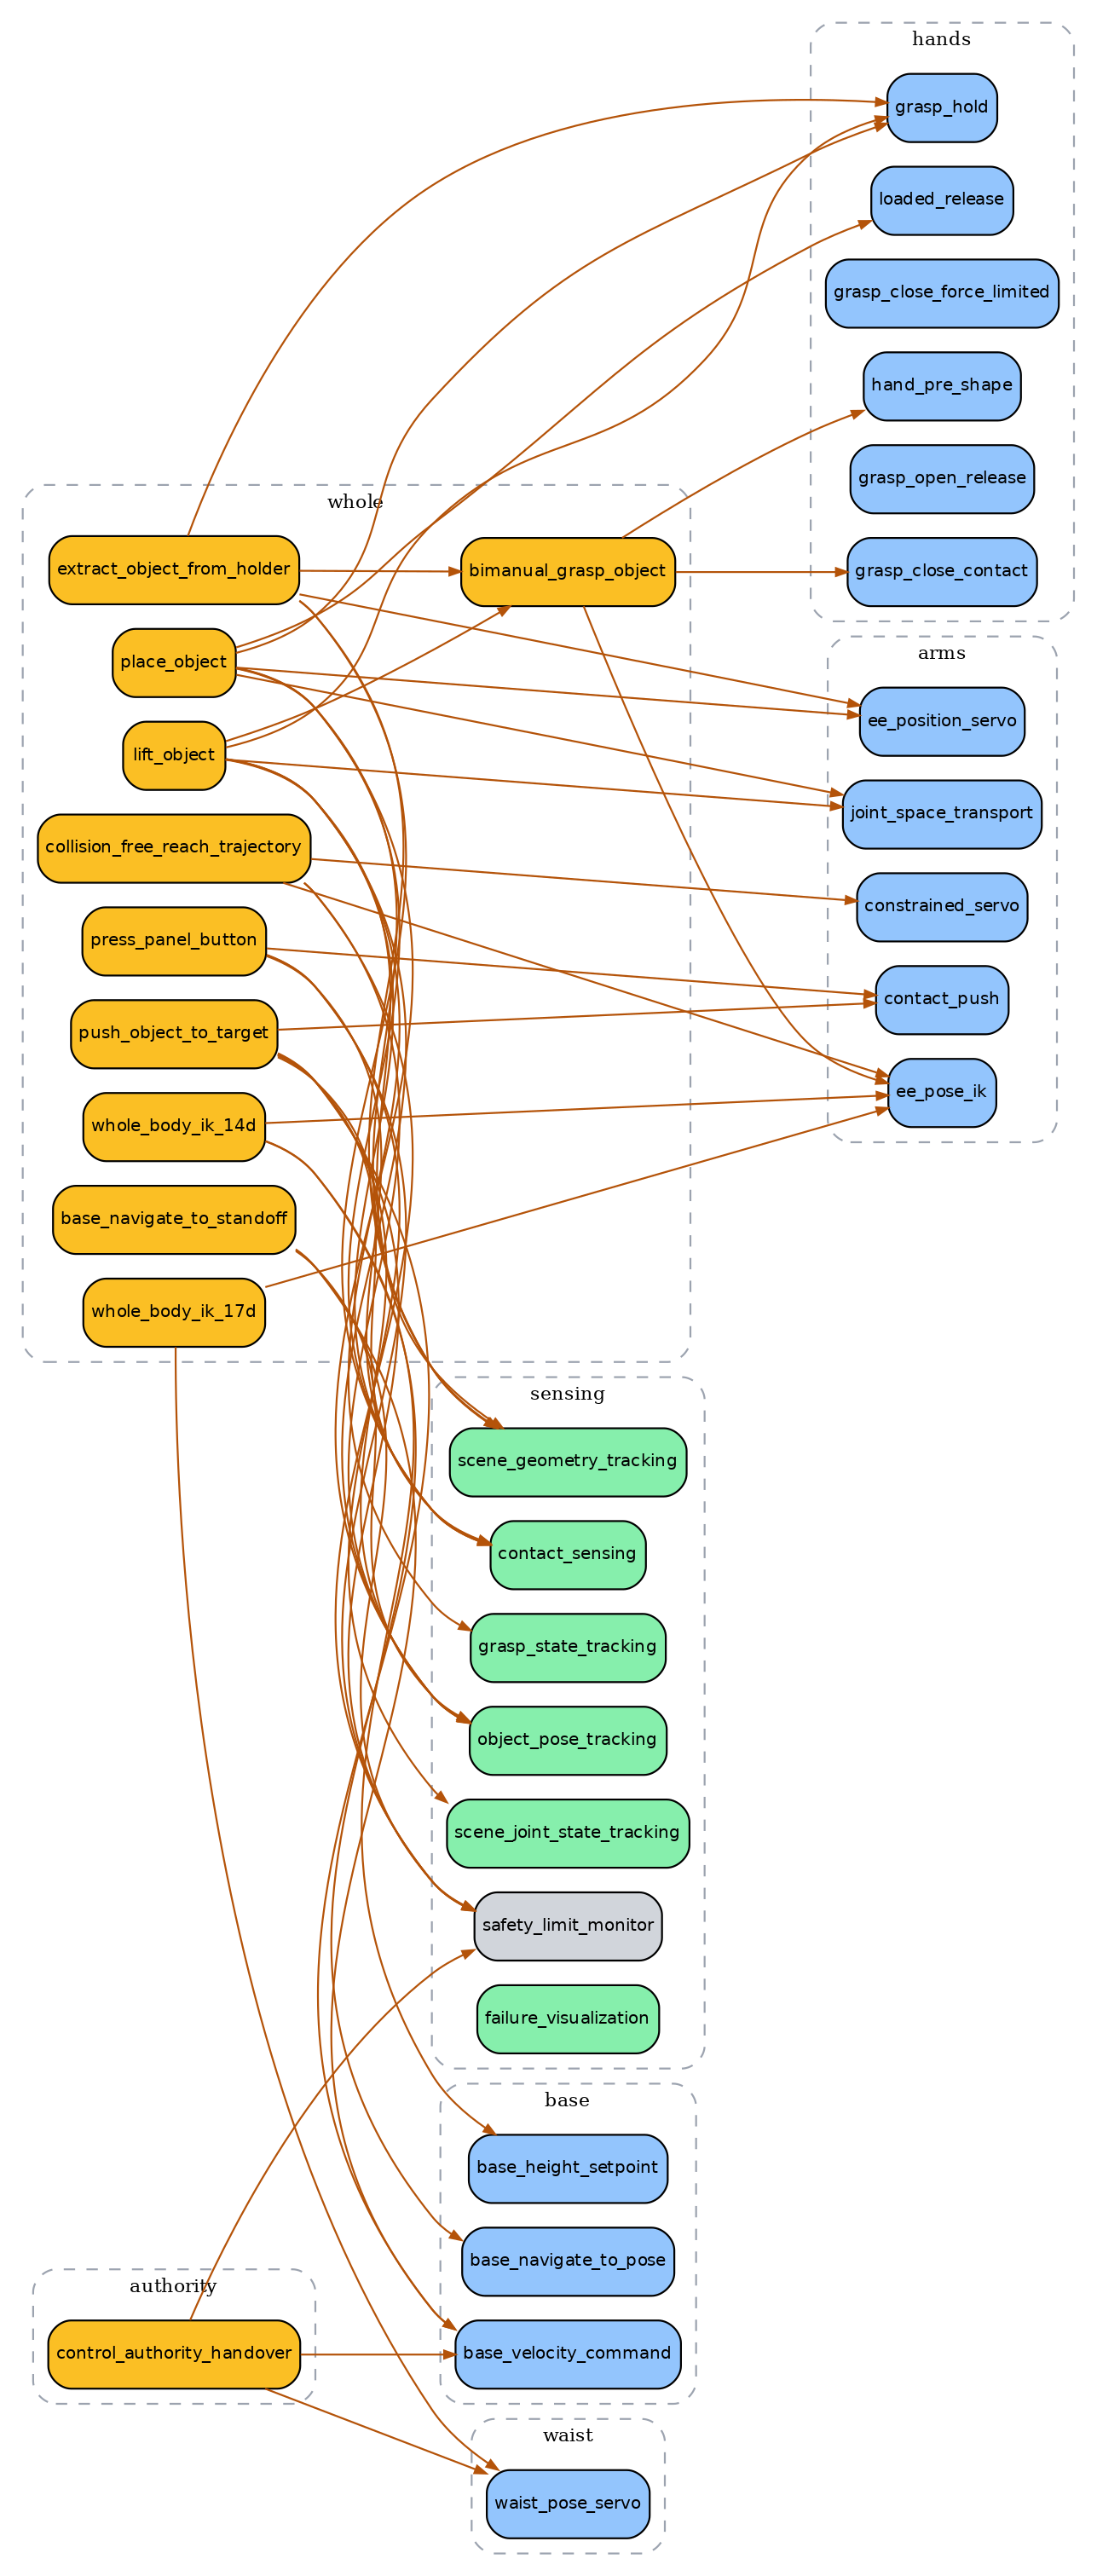 hands
grasp_hold
loaded_release
grasp_close_force_limited
hand_pre_shape
grasp_open_release
grasp_close_contact
whole
extract_object_from_holder
bimanual_grasp_object
place_object
lift_object
collision_free_reach_trajectory
press_panel_button
push_object_to_target
whole_body_ik_14d
base_navigate_to_standoff
whole_body_ik_17d
arms
ee_position_servo
joint_space_transport
constrained_servo
contact_push
ee_pose_ik
sensing
scene_geometry_tracking
contact_sensing
grasp_state_tracking
object_pose_tracking
scene_joint_state_tracking
safety_limit_monitor
failure_visualization
base
base_height_setpoint
base_navigate_to_pose
base_velocity_command
authority
control_authority_handover
waist
waist_pose_servo